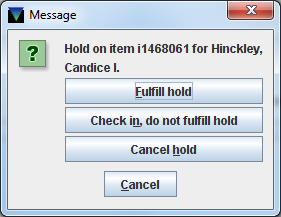 Message
?
Hold on item i1468061 for Hinckley,
Candice I.
Fulfill hold
Check in, do not fulfill hold
Cancel hold
Cancel